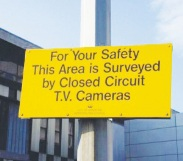 For Your Safety
This Area is Surveyed
by Closed Circuit
T.V. Cameras